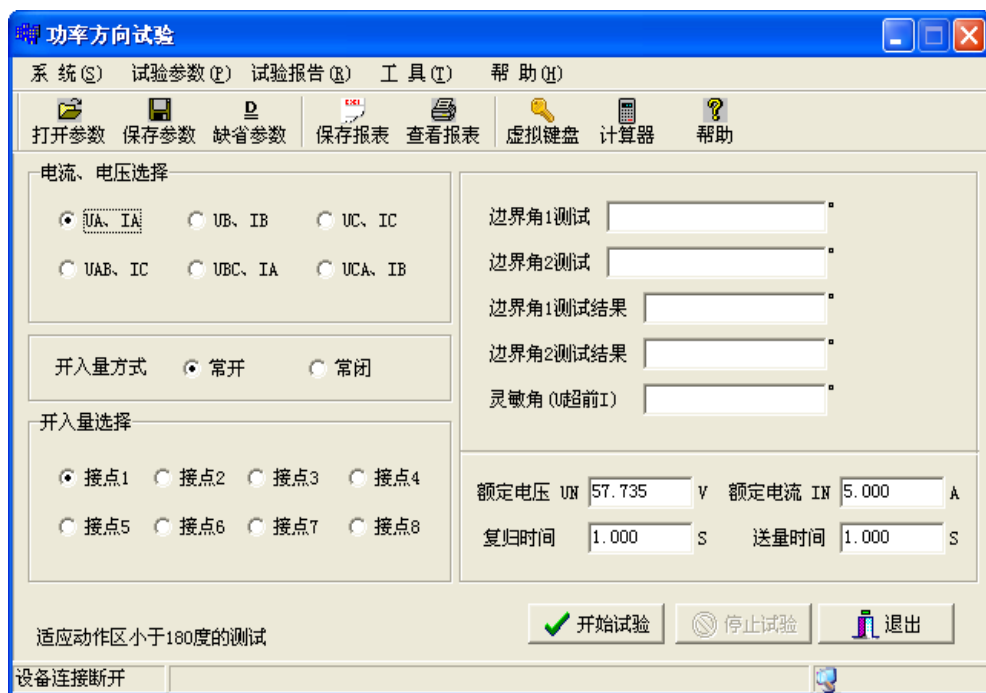 功率方向试验
系 统(S) 试验参数(P) 试验报告(R) 工 具(T) 帮 助(H)
打开参数 保存参数 D 缺省参数 EXCL 保存报表 查看报表 虚拟键盘 计算器 帮助
电流、电压选择
UA、IA UB、IB UC、IC
UAB、IC UBC、IA UCA、IB
开入量方式 常开 常闭
开入量选择
接点1 接点2 接点3 接点4
接点5 接点6 接点7 接点8
边界角1测试 °
边界角2测试 °
边界角1测试结果 °
边界角2测试结果 °
灵敏角(U超前I) °
额定电压 UN 57.735 V 额定电流 IN 5.000 A
复归时间 1.000 S 送量时间 1.000 S
适应动作区小于180度的测试
开始试验 停止试验 退出
设备连接断开